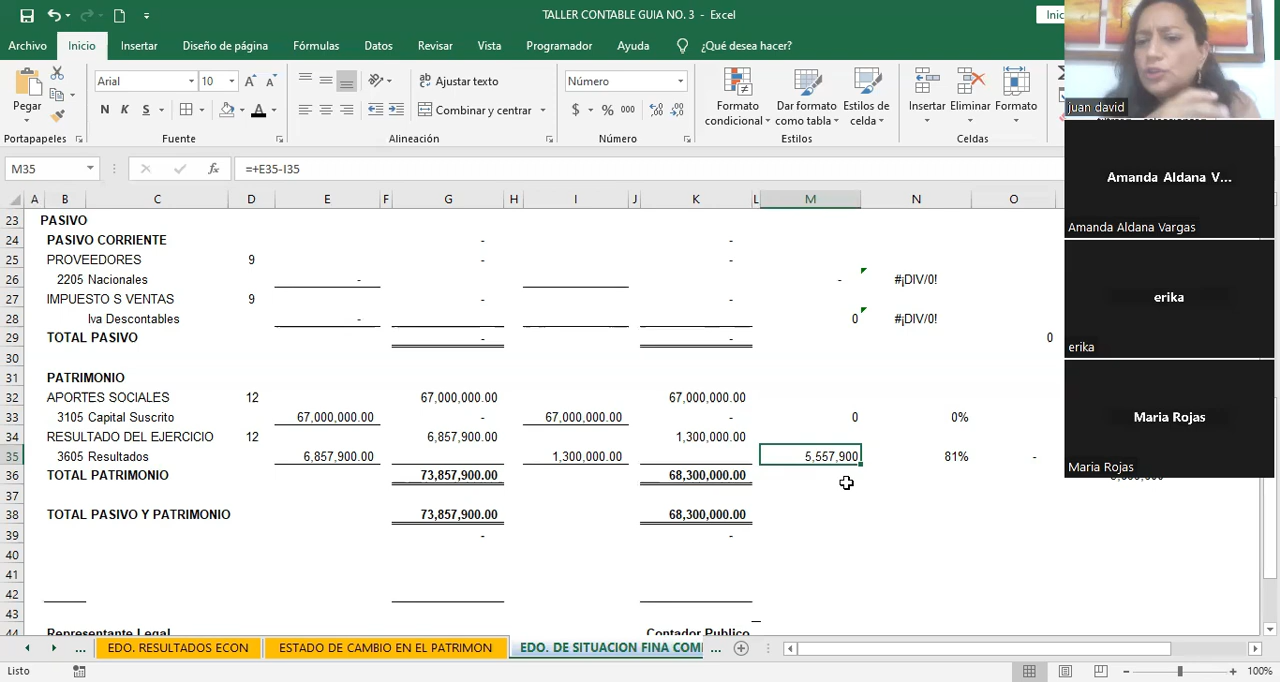 TALLER CONTABLE GUIA NO. 3 - Excel
Inic
Archivo Inicio Insertar Diseño de página Fórmulas Datos Revisar Vista Programador Ayuda ¿Qué desea hacer?
Pegar
Arial 10
N K S
Ajustar texto
Combinar y centrar
Número
$ % 000
Formato condicional
Dar formato como tabla
Estilos de celda
Insertar Eliminar Formato
Portapapeles Fuente Alineación Número Estilos Celdas
M35 fx =+E35-I35
A B C D E F G H I J K L M N O
23 PASIVO
24 PASIVO CORRIENTE - -
25 PROVEEDORES 9 - -
26 2205 Nacionales - - #¡DIV/0!
27 IMPUESTO S VENTAS 9 - -
28 Iva Descontables - 0 #¡DIV/0!
29 TOTAL PASIVO - - 0
30
31 PATRIMONIO
32 APORTES SOCIALES 12 67,000,000.00 67,000,000.00
33 3105 Capital Suscrito 67,000,000.00 - 67,000,000.00 - 0 0%
34 RESULTADO DEL EJERCICIO 12 6,857,900.00 1,300,000.00
35 3605 Resultados 6,857,900.00 1,300,000.00 5,557,900 81% -
36 TOTAL PATRIMONIO 73,857,900.00 68,300,000.00
37
38 TOTAL PASIVO Y PATRIMONIO 73,857,900.00 68,300,000.00
39 - -
40
41
42
43
44 Representante Legal Contador Publico
... EDO. RESULTADOS ECON ESTADO DE CAMBIO EN EL PATRIMON EDO. DE SITUACION FINA COM ...
Listo
100%
juan david
Amanda Aldana V...
Amanda Aldana Vargas
erika
erika
Maria Rojas
Maria Rojas